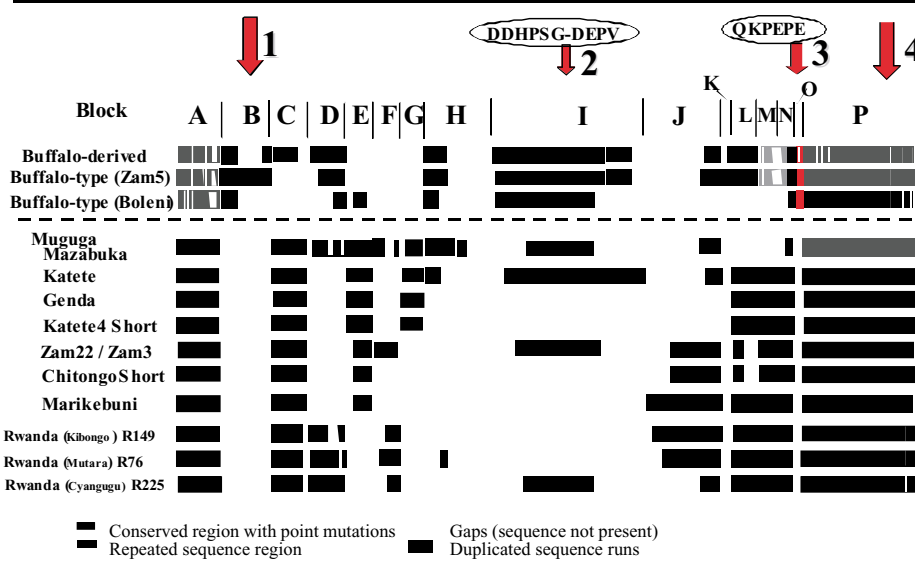 DDHPSG-DEPV QKPEPE
1 2 3 4
K O
Block A B C D E F G H I J L M N P
Buffalo-derived
Buffalo-type (Zam5)
Buffalo-type (Boleni)
Muguga
Mazabuka
Katete
Genda
Katete4 Short
Zam22 / Zam3
ChitongoShort
Marikebuni
Rwanda (Kibongo ) R149
Rwanda (Mutara) R76
Rwanda (Cyangugu) R225
Conserved region with point mutations Gaps (sequence not present)
Repeated sequence region Duplicated sequence runs